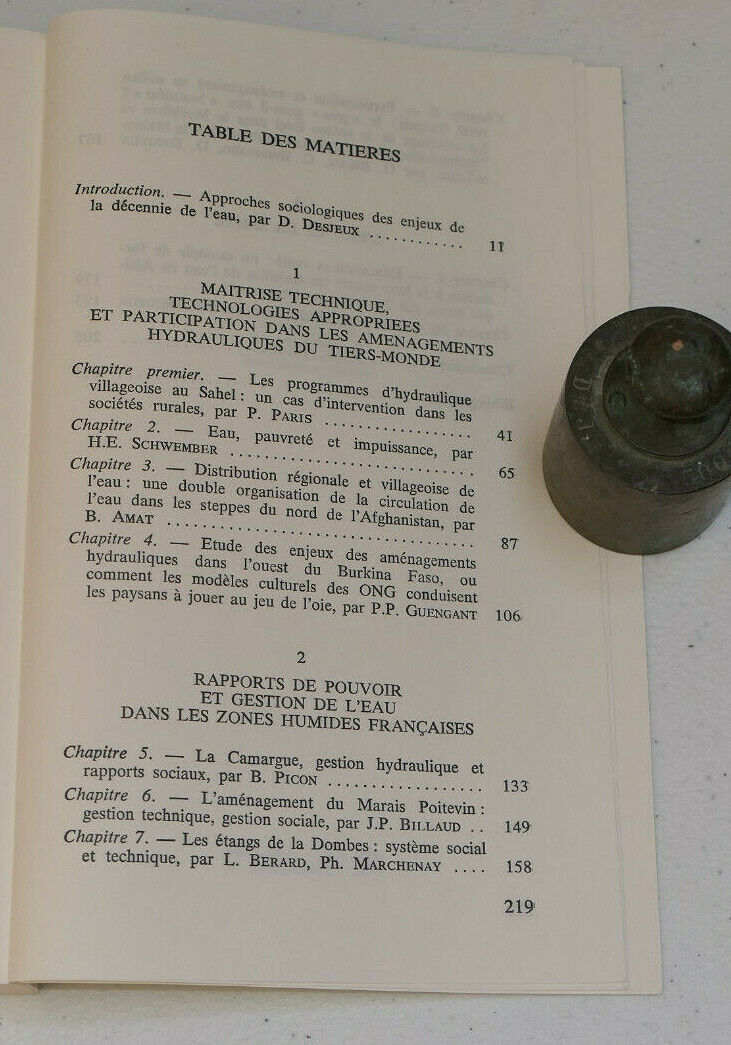 TABLE DES MATIERES
Introduction. — Approches sociologiques des enjeux de
la décennie de l'eau, par D. DESJEUX ............ 11
1
MAITRISE TECHNIQUE,
TECHNOLOGIES APPROPRIEES
ET PARTICIPATION DANS LES AMENAGEMENTS
HYDRAULIQUES DU TIERS-MONDE
Chapitre premier. — Les programmes d'hydraulique
villageoise au Sahel : un cas d'intervention dans les
sociétés rurales, par P. PARIS .................. 41
Chapitre 2. — Eau, pauvreté et impuissance, par
H.E. SCHWEMBER .............................. 65
Chapitre 3. — Distribution régionale et villageoise de
l'eau : une double organisation de la circulation de
l'eau dans les steppes du nord de l'Afghanistan, par
B. AMAT ...................................... 87
Chapitre 4. — Etude des enjeux des aménagements
hydrauliques dans l'ouest du Burkina Faso, ou
comment les modèles culturels des ONG conduisent
les paysans à jouer au jeu de l'oie, par P.P. GUENGANT 106
2
RAPPORTS DE POUVOIR
ET GESTION DE L'EAU
DANS LES ZONES HUMIDES FRANÇAISES
Chapitre 5. — La Camargue, gestion hydraulique et
rapports sociaux, par B. PICON .................. 133
Chapitre 6. — L'aménagement du Marais Poitevin :
gestion technique, gestion sociale, par J.P. BILLAUD .. 149
Chapitre 7. — Les étangs de la Dombes : système social
et technique, par L. BERARD, Ph. MARCHENAY .... 158
219